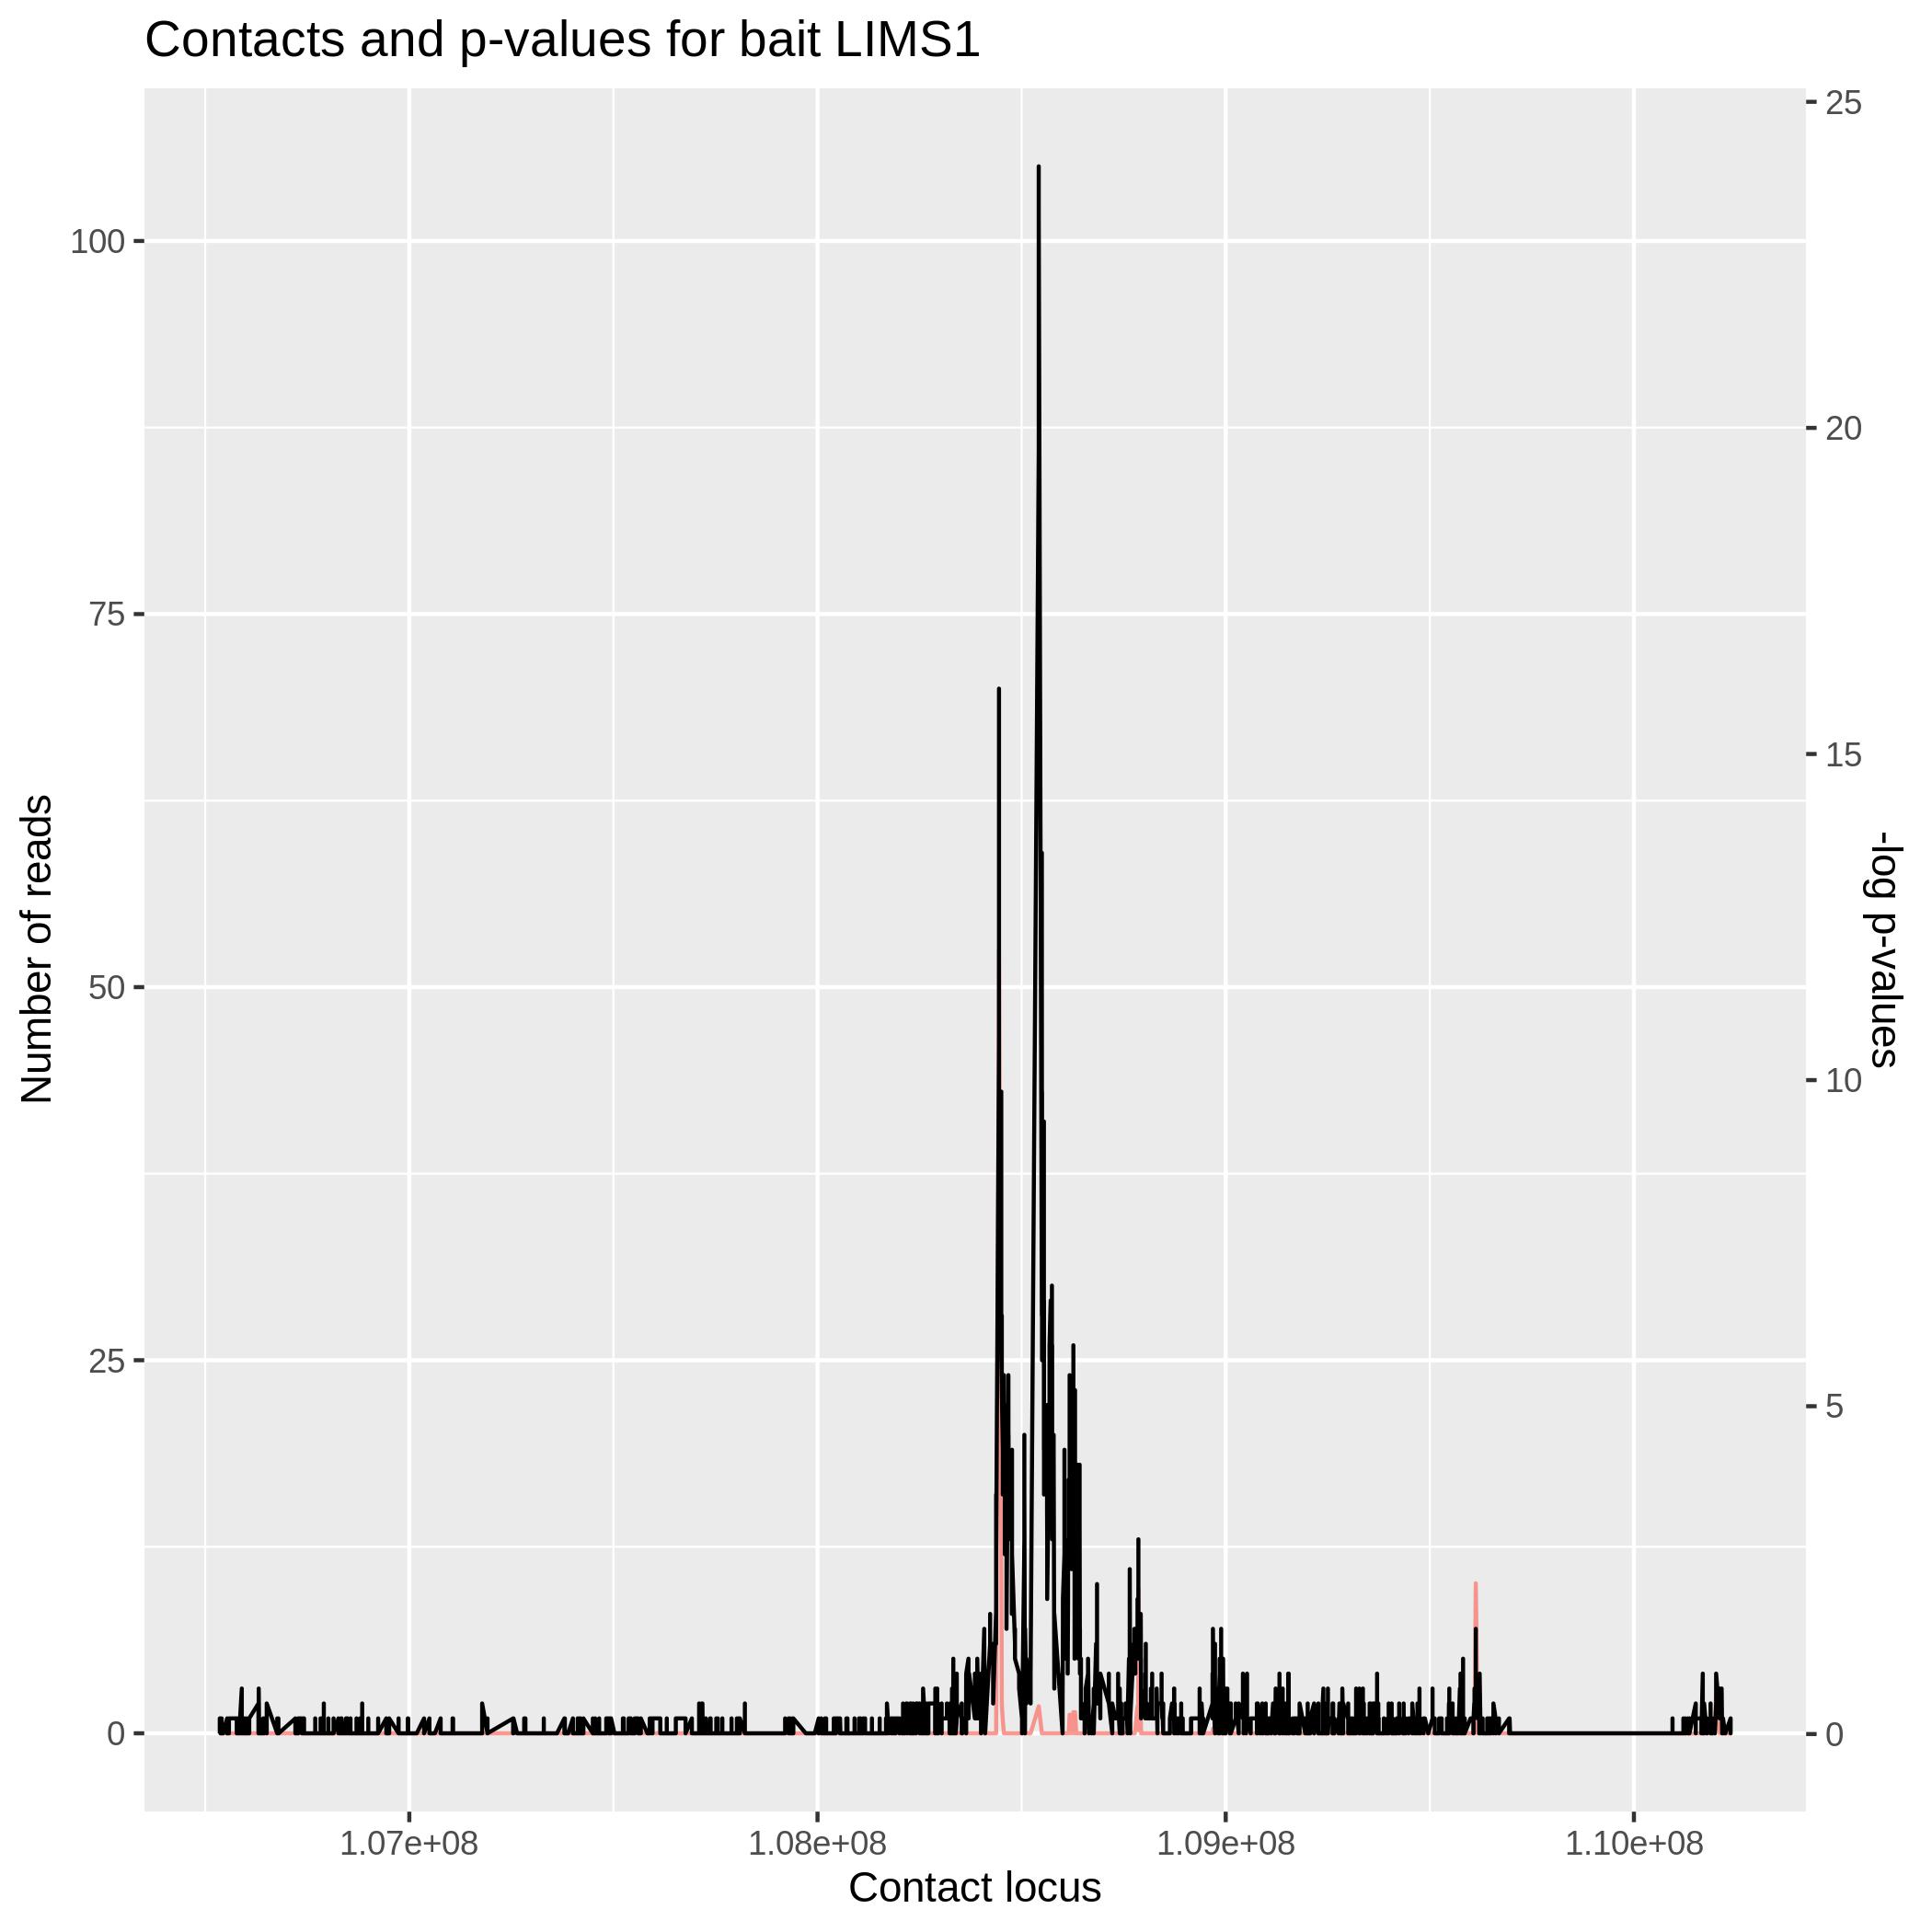 Contacts and p-values for bait LIMS1
Number of reads
100
75
50
25
0
25
20
15
10
5
0
-log p-values
1.07e+08
1.08e+08
1.09e+08
1.10e+08
Contact locus